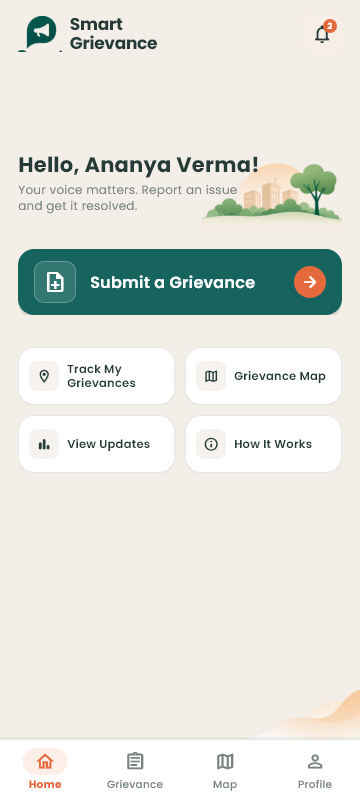 Smart
Grievance
2
Hello, Ananya Verma!
Your voice matters. Report an issue
and get it resolved.
Submit a Grievance
Track My
Grievances
Grievance Map
View Updates
How It Works
Home
Grievance
Map
Profile